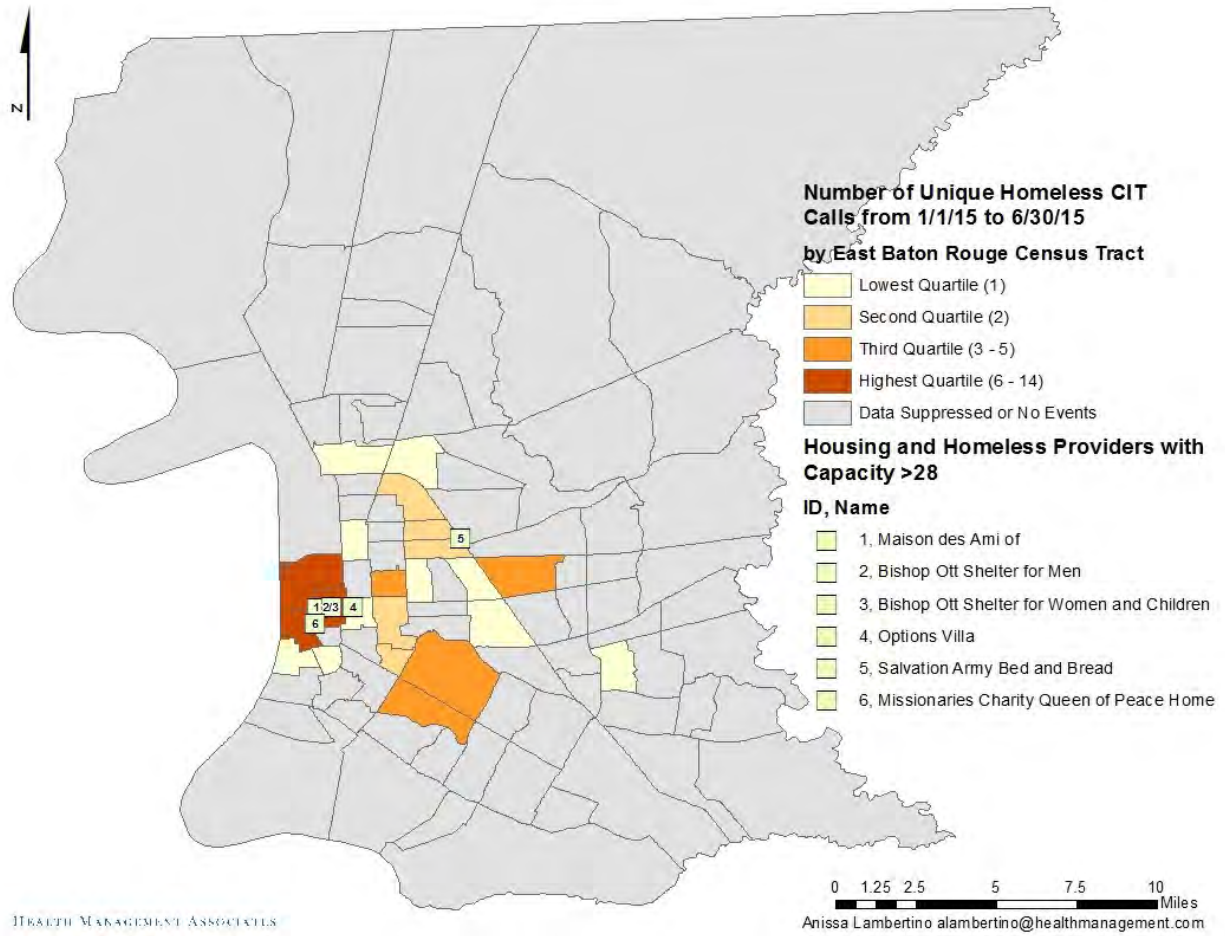 N
Number of Unique Homeless CIT
Calls from 1/1/15 to 6/30/15
by East Baton Rouge Census Tract
Lowest Quartile (1)
Second Quartile (2)
Third Quartile (3 - 5)
Highest Quartile (6 - 14)
Data Suppressed or No Events
Housing and Homeless Providers with
Capacity >28
ID, Name
1, Maison des Ami of
2, Bishop Ott Shelter for Men
3, Bishop Ott Shelter for Women and Children
4, Options Villa
5, Salvation Army Bed and Bread
6, Missionaries Charity Queen of Peace Home
5
1 2/3 4
6
0 1.25 2.5 5 7.5 10
Miles
HEALTH MANAGEMENT ASSOCIATES
Anissa Lambertino alambertino@healthmanagement.com